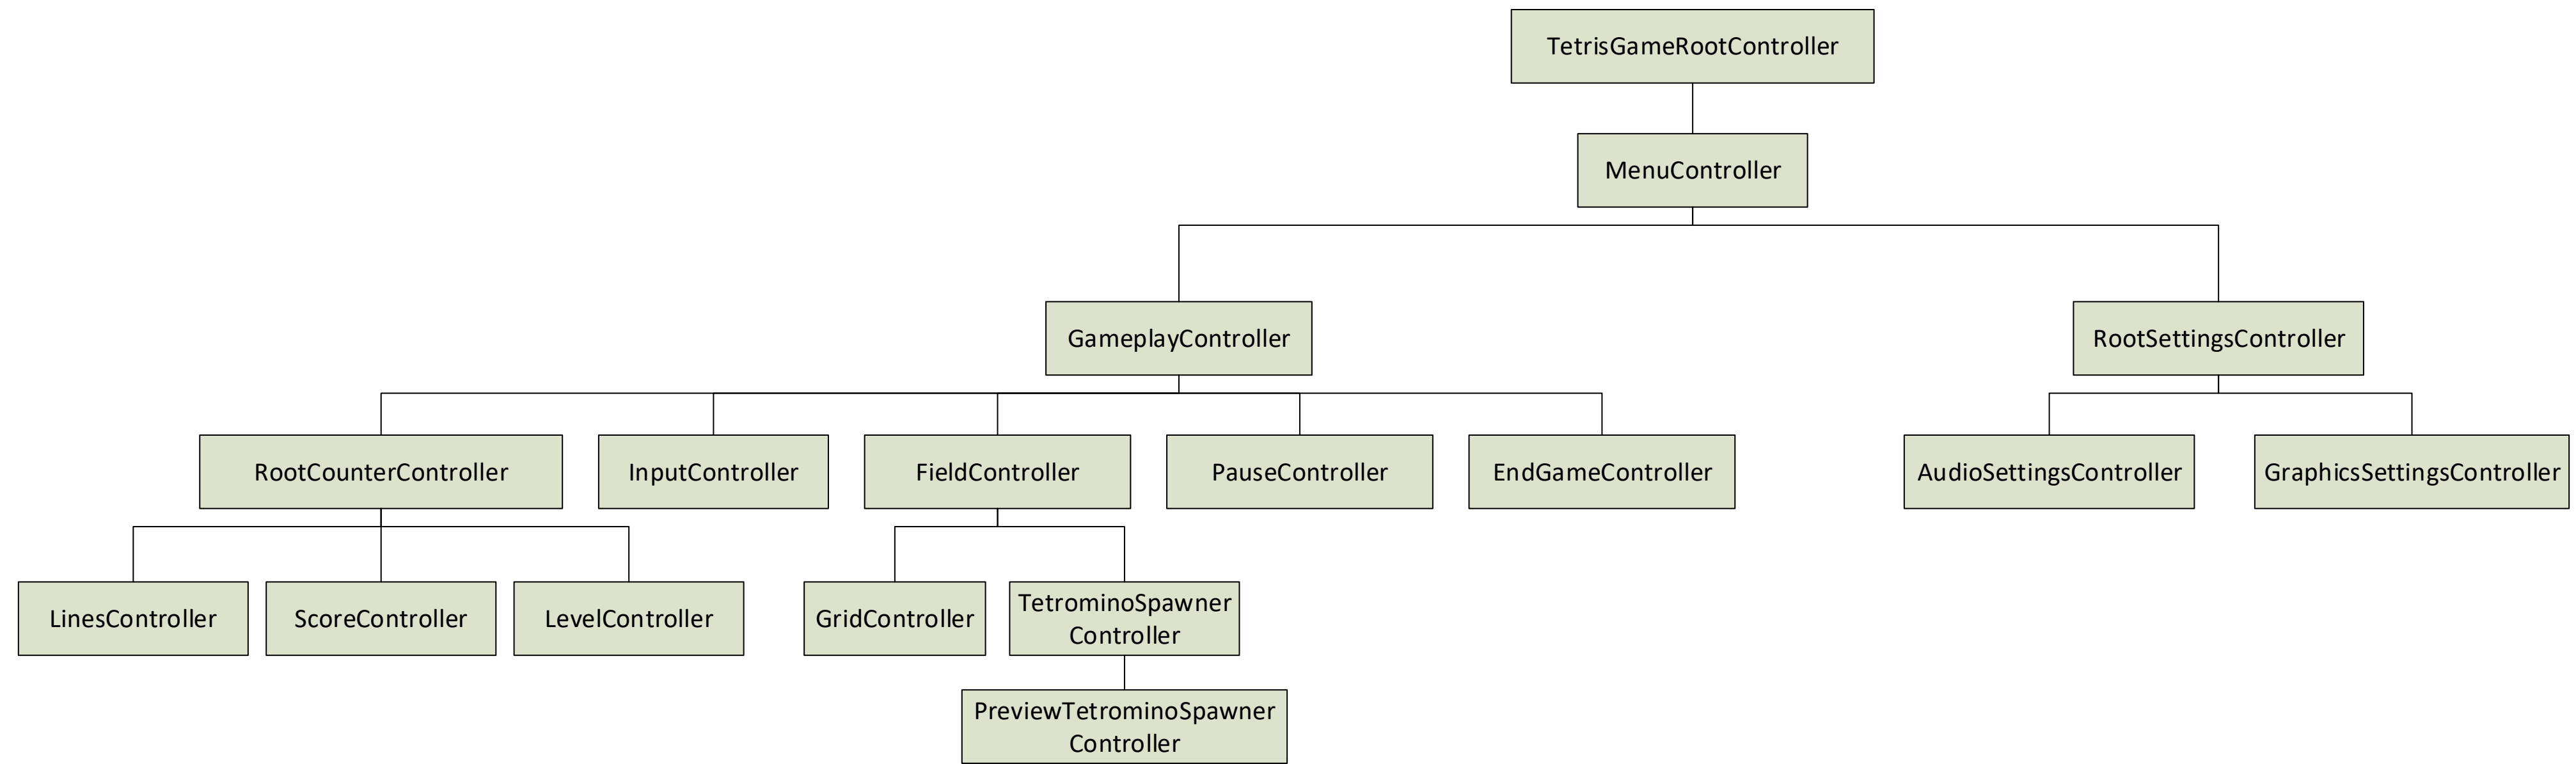 TetrisGameRootController
MenuController
GameplayController
RootSettingsController
RootCounterController
InputController
FieldController
PauseController
EndGameController
AudioSettingsController
GraphicsSettingsController
LinesController
ScoreController
LevelController
GridController
TetrominoSpawner
Controller
PreviewTetrominoSpawner
Controller